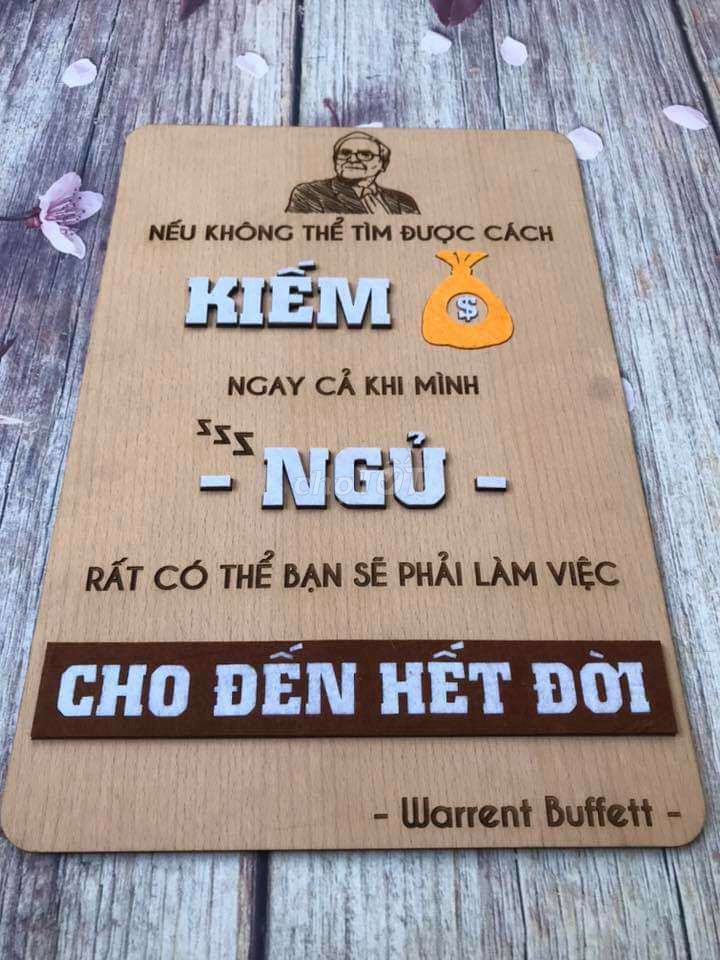 NẾU KHÔNG THỂ TÌM ĐƯỢC CÁCH
KIẾM $
NGAY CẢ KHI MÌNH
zzz
- NGỦ -
chợTỐT
RẤT CÓ THỂ BẠN SẼ PHẢI LÀM VIỆC
CHO ĐẾN HẾT ĐỜI
- Warrent Buffett -